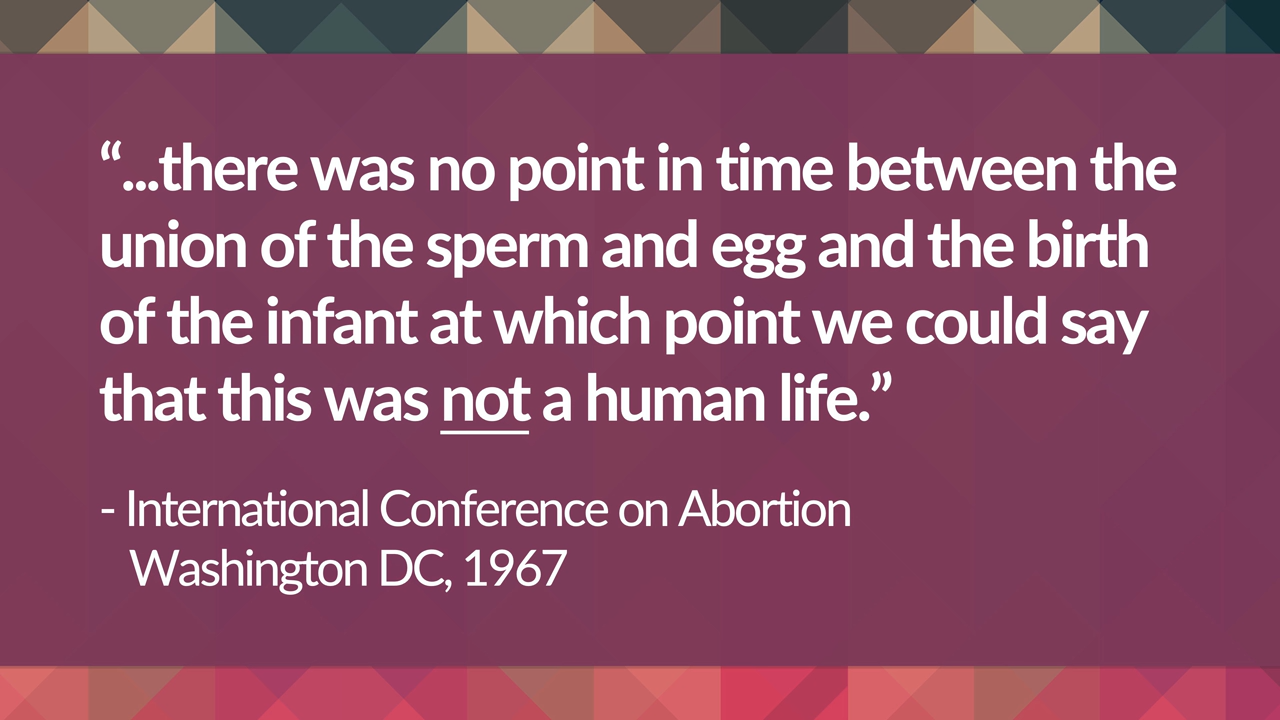 “...there was no point in time between the
union of the sperm and egg and the birth
of the infant at which point we could say
that this was not a human life.”
- International Conference on Abortion
Washington DC, 1967